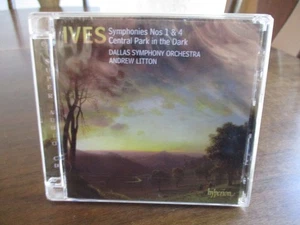 IVES
Symphonies Nos 1 & 4
Central Park in the Dark
DALLAS SYMPHONY ORCHESTRA
ANDREW LITTON
hyperion